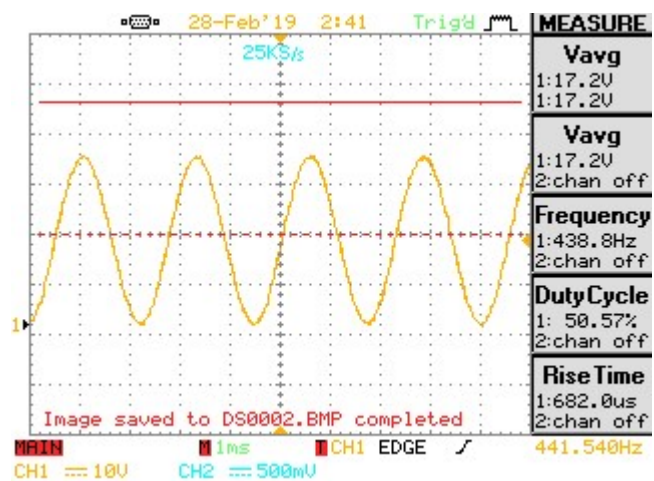 28-Feb'19 2:41 Trig'd MEASURE
25KS/s
Vavg
1:17.2V
1:17.2V
Vavg
1:17.2V
2:chan off
Frequency
1:438.8Hz
2:chan off
DutyCycle
1: 50.57%
2:chan off
Rise Time
1:682.0us
2:chan off
1
Image saved to DS0002.BMP completed
MAIN M 1ms T CH1 EDGE 441.540Hz
CH1 10V CH2 500mV